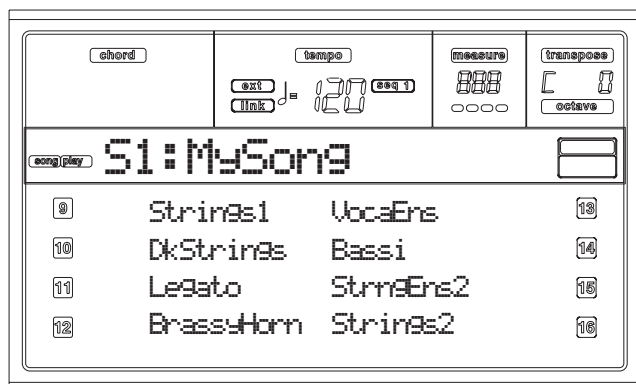 chord tempo measure transpose
ext seq 1 888 C 0
link ♩= 120 octave
song play S1:MySong
9 Strings1 VocaEns 13
10 DkStrings Bassi 14
11 Legato StrngEns2 15
12 BrassyHorn Strings2 16